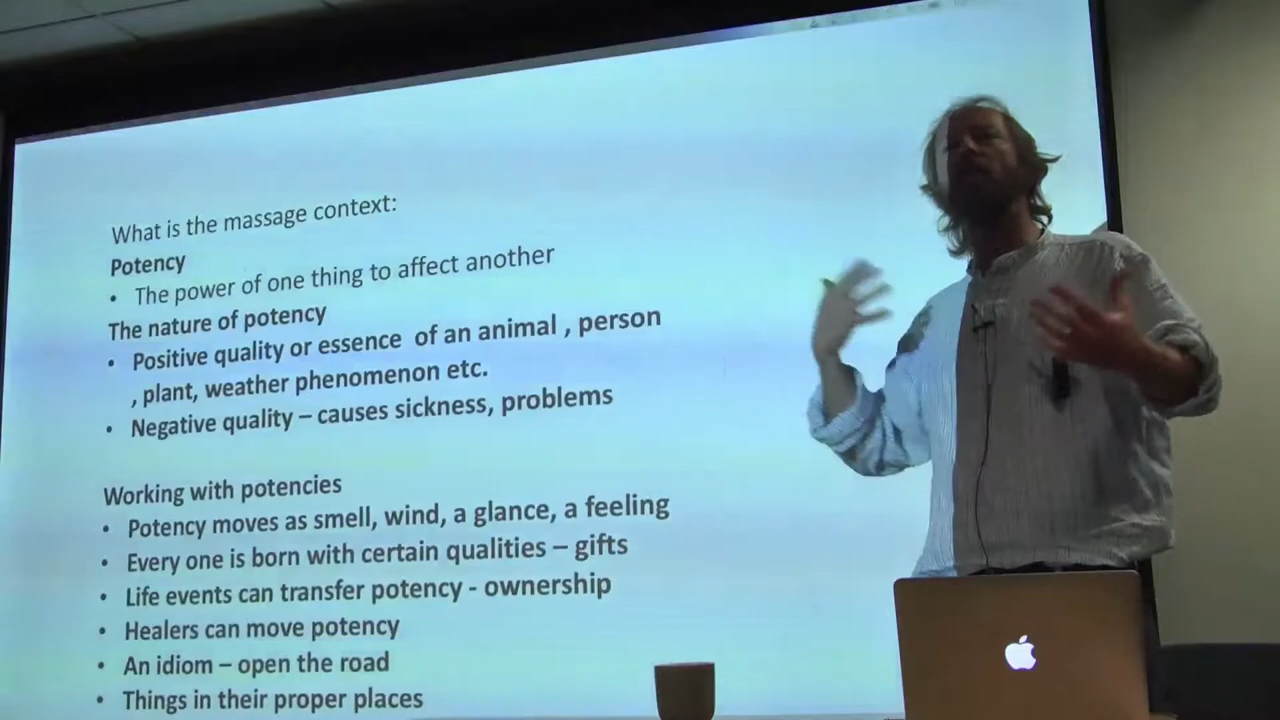 What is the massage context:
Potency
• The power of one thing to affect another
The nature of potency
• Positive quality or essence of an animal , person
, plant, weather phenomenon etc.
• Negative quality – causes sickness, problems
Working with potencies
• Potency moves as smell, wind, a glance, a feeling
• Every one is born with certain qualities – gifts
• Life events can transfer potency - ownership
• Healers can move potency
• An idiom – open the road
• Things in their proper places